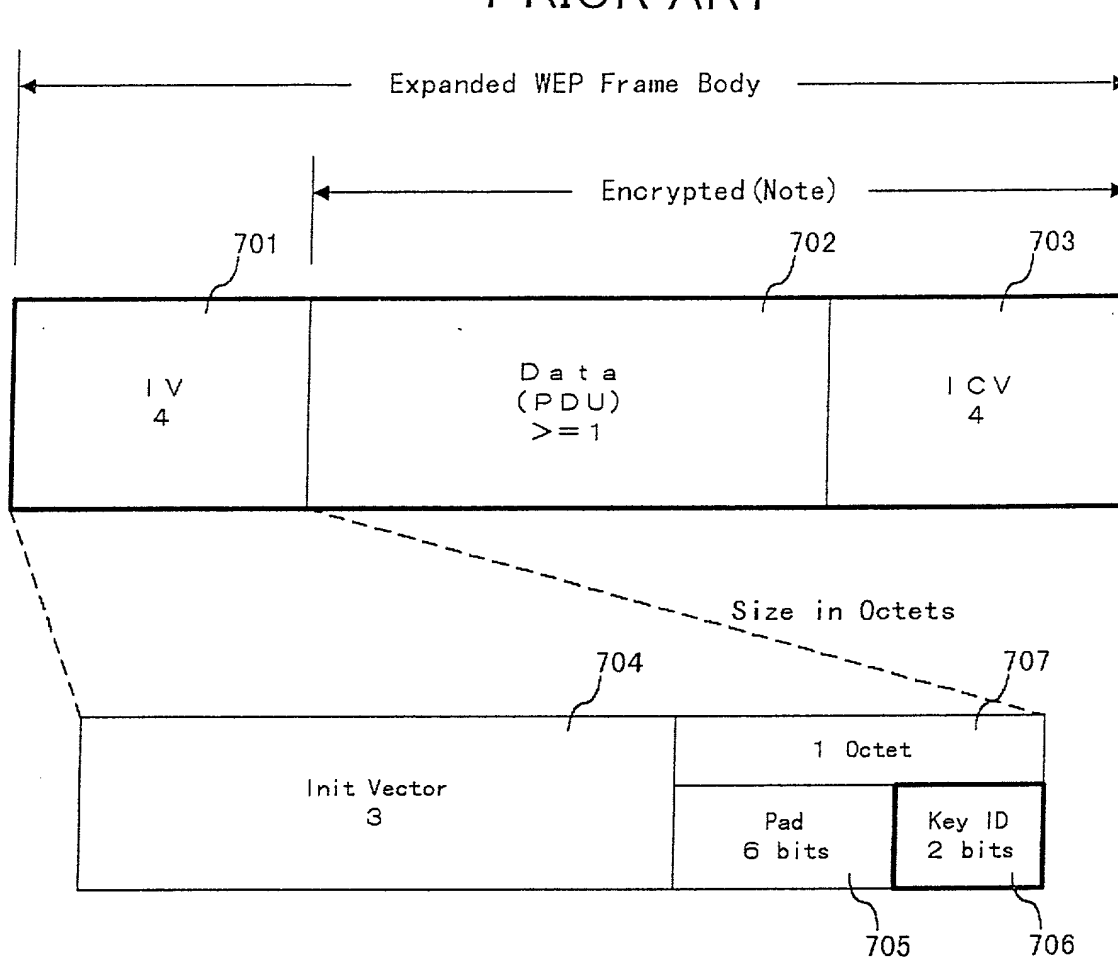 PRIOR ART
Expanded WEP Frame Body
Encrypted(Note)
701
702
703
IV
4
Data
(PDU)
>=1
ICV
4
Size in Octets
704
707
Init Vector
3
1 Octet
Pad
6 bits
Key ID
2 bits
705
706